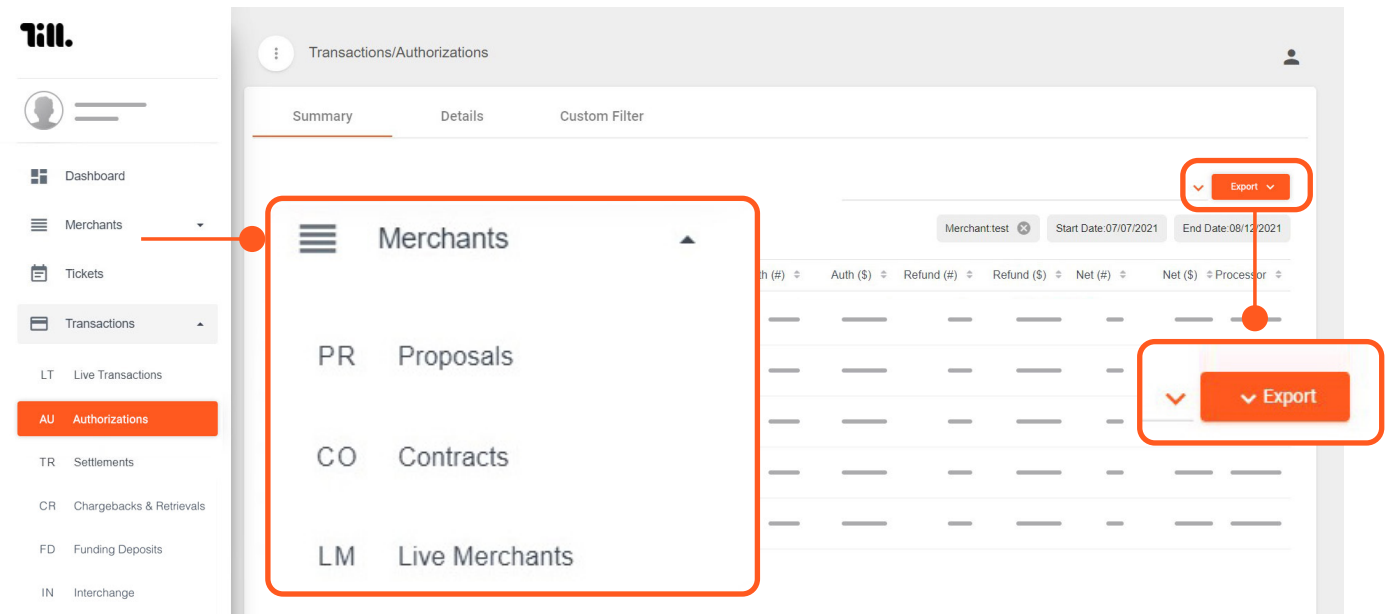 Till.
Transactions/Authorizations
Summary Details Custom Filter
Dashboard
Merchants
Tickets
Transactions
LT Live Transactions
AU Authorizations
TR Settlements
CR Chargebacks & Retrievals
FD Funding Deposits
IN Interchange
Export
Merchant:test Start Date:07/07/2021 End Date:08/12/2021
(#) Auth ($) Refund (#) Refund ($) Net (#) Net ($) Processor
Merchants
PR Proposals
CO Contracts
LM Live Merchants
Export